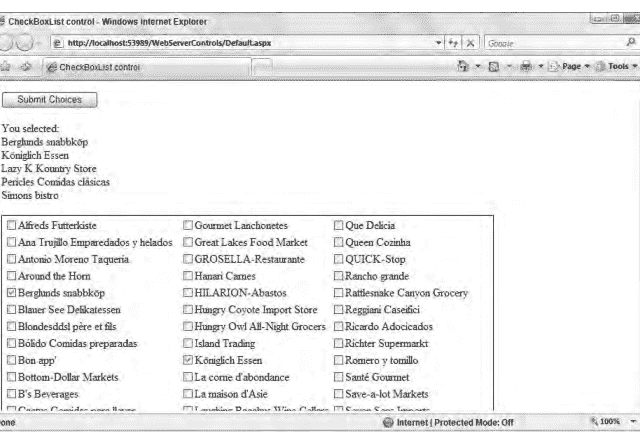 CheckBoxList control - Windows Internet Explorer
http://localhost:53989/WebServerControls/Default.aspx
Google
CheckBoxList control
Page
Tools
Submit Choices
You selected:
Berglunds snabbköp
Königlich Essen
Lazy K Kountry Store
Pericles Comidas clásicas
Simons bistro
Alfreds Futterkiste Gourmet Lanchonetes Que Delícia
Ana Trujillo Emparedados y helados Great Lakes Food Market Queen Cozinha
Antonio Moreno Taquería GROSELLA-Restaurante QUICK-Stop
Around the Horn Hanari Carnes Rancho grande
Berglunds snabbköp HILARION-Abastos Rattlesnake Canyon Grocery
Blauer See Delikatessen Hungry Coyote Import Store Reggiani Caseifici
Blondesddsl père et fils Hungry Owl All-Night Grocers Ricardo Adocicados
Bólido Comidas preparadas Island Trading Richter Supermarkt
Bon app' Königlich Essen Romero y tomillo
Bottom-Dollar Markets La corne d'abondance Santé Gourmet
B's Beverages La maison d'Asie Save-a-lot Markets
Internet | Protected Mode: Off
100%